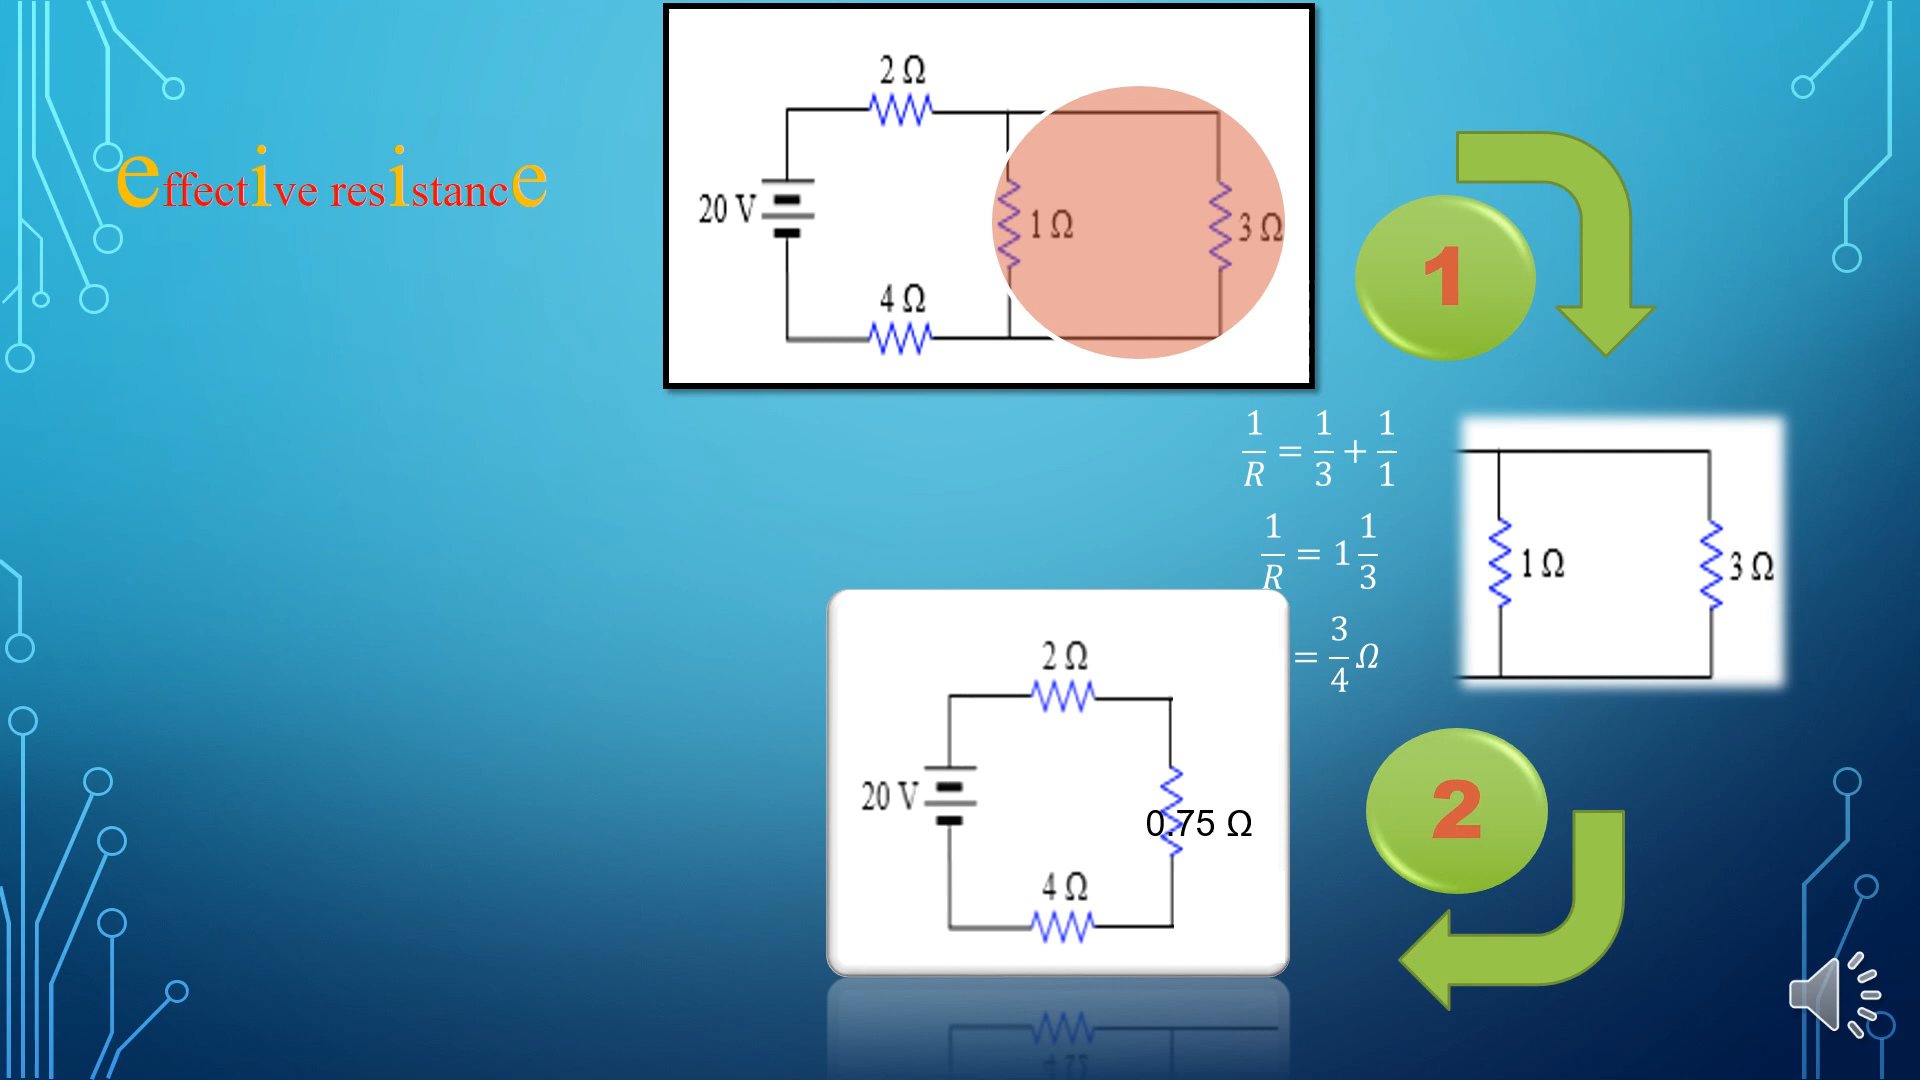 effective resistance
2 Ω
20 V
1 Ω
3 Ω
4 Ω
1
1/R = 1/3 + 1/1
1/R = 1 1/3
= 3/4 Ω
1 Ω
3 Ω
2 Ω
20 V
0.75 Ω
4 Ω
2